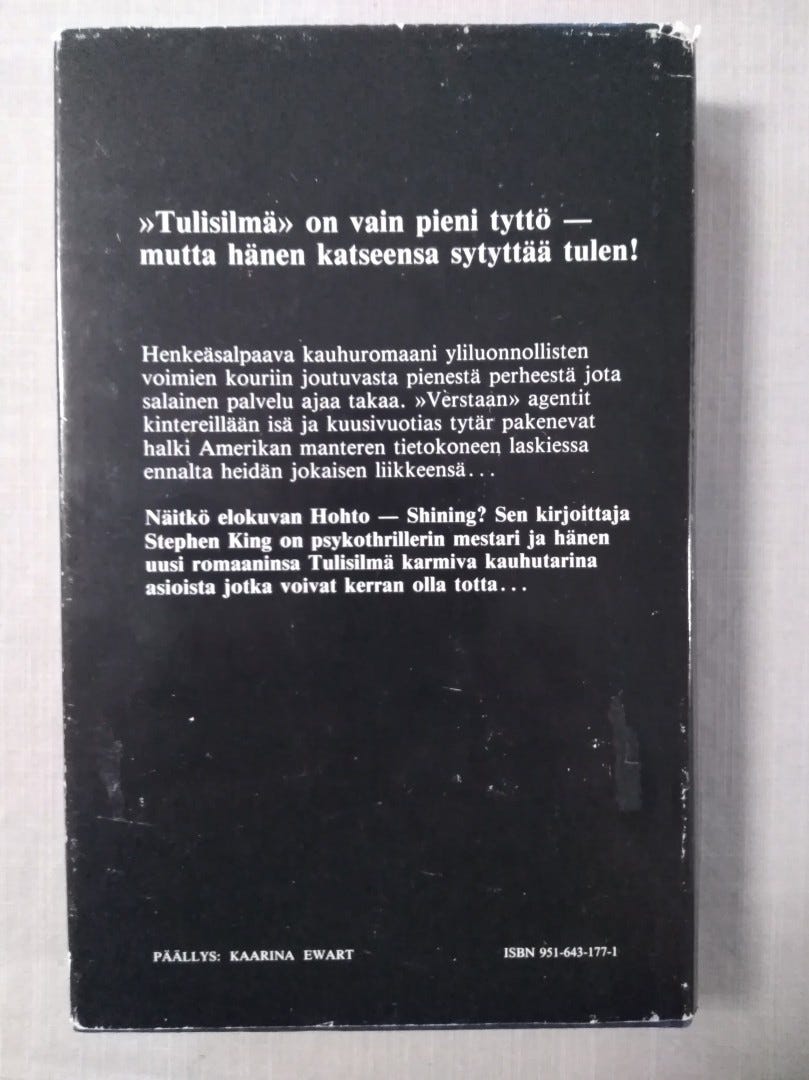 »Tulisilmä» on vain pieni tyttö —
mutta hänen katseensa sytyttää tulen!
Henkeäsalpaava kauhuromaani yliluonnollisten
voimien kouriin joutuvasta pienestä perheestä jota
salainen palvelu ajaa takaa. »Verstaan» agentit
kintereillään isä ja kuusivuotias tytär pakenevat
halki Amerikan manteren tietokoneen laskiessa
ennalta heidän jokaisen liikkeensä...
Näitkö elokuvan Hohto — Shining? Sen kirjoittaja
Stephen King on psykothrillerin mestari ja hänen
uusi romaaninsa Tulisilmä karmiva kauhutarina
asioista jotka voivat kerran olla totta...
PÄÄLLYS: KAARINA EWART
ISBN 951-643-177-1